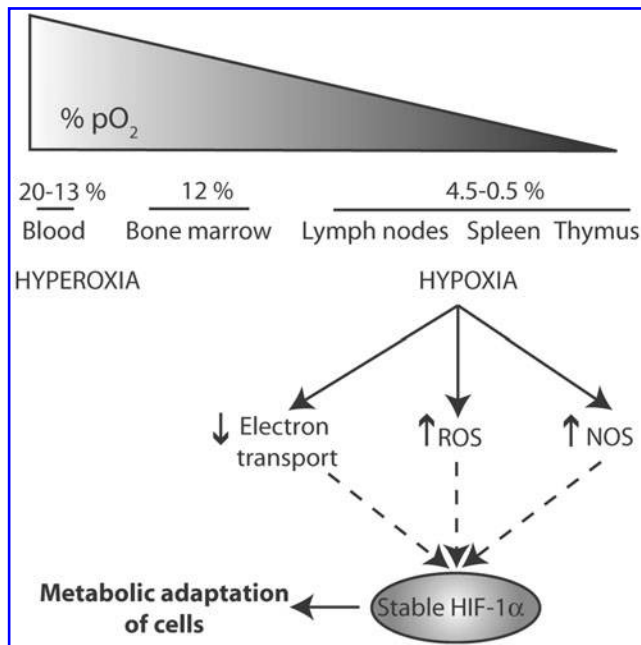 % pO₂
20-13 % 12 % 4.5-0.5 %
Blood Bone marrow Lymph nodes Spleen Thymus
HYPEROXIA HYPOXIA
↓ Electron ↑ROS ↑NOS
transport
Metabolic adaptation
of cells
Stable HIF-1α